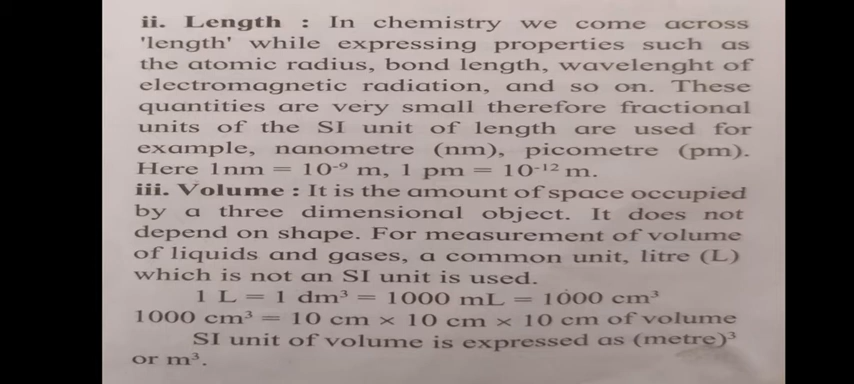 ii. Length : In chemistry we come across
'length' while expressing properties such as
the atomic radius, bond length, wavelenght of
electromagnetic radiation, and so on. These
quantities are very small therefore fractional
units of the SI unit of length are used for
example, nanometre (nm), picometre (pm).
Here 1nm = 10⁻⁹ m, 1 pm = 10⁻¹² m.
iii. Volume : It is the amount of space occupied
by a three dimensional object. It does not
depend on shape. For measurement of volume
of liquids and gases, a common unit, litre (L)
which is not an SI unit is used.
1 L = 1 dm³ = 1000 mL = 1000 cm³
1000 cm³ = 10 cm × 10 cm × 10 cm of volume
SI unit of volume is expressed as (metre)³
or m³.